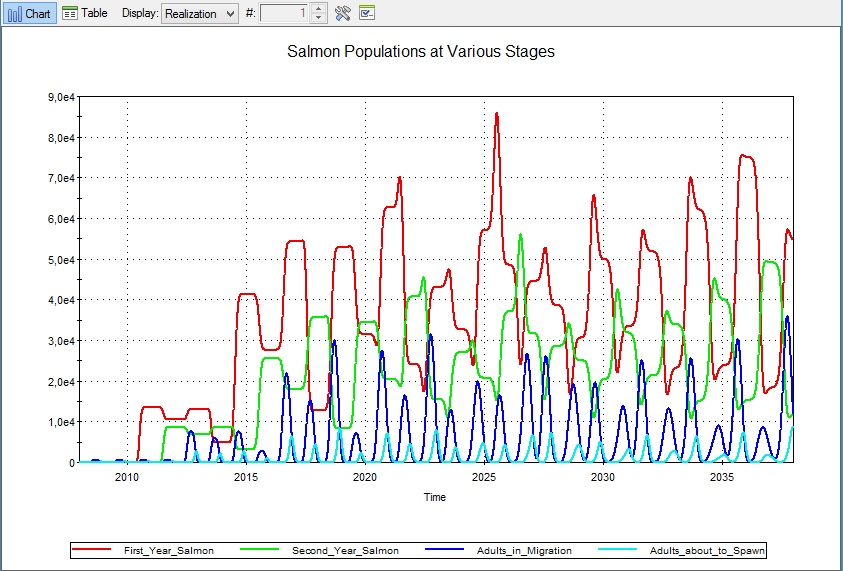 Chart Table Display: Realization #: 1
Salmon Populations at Various Stages
9,0e4
8,0e4
7,0e4
6,0e4
5,0e4
4,0e4
3,0e4
2,0e4
1,0e4
0
2010 2015 2020 2025 2030 2035
Time
First_Year_Salmon Second_Year_Salmon Adults_in_Migration Adults_about_to_Spawn